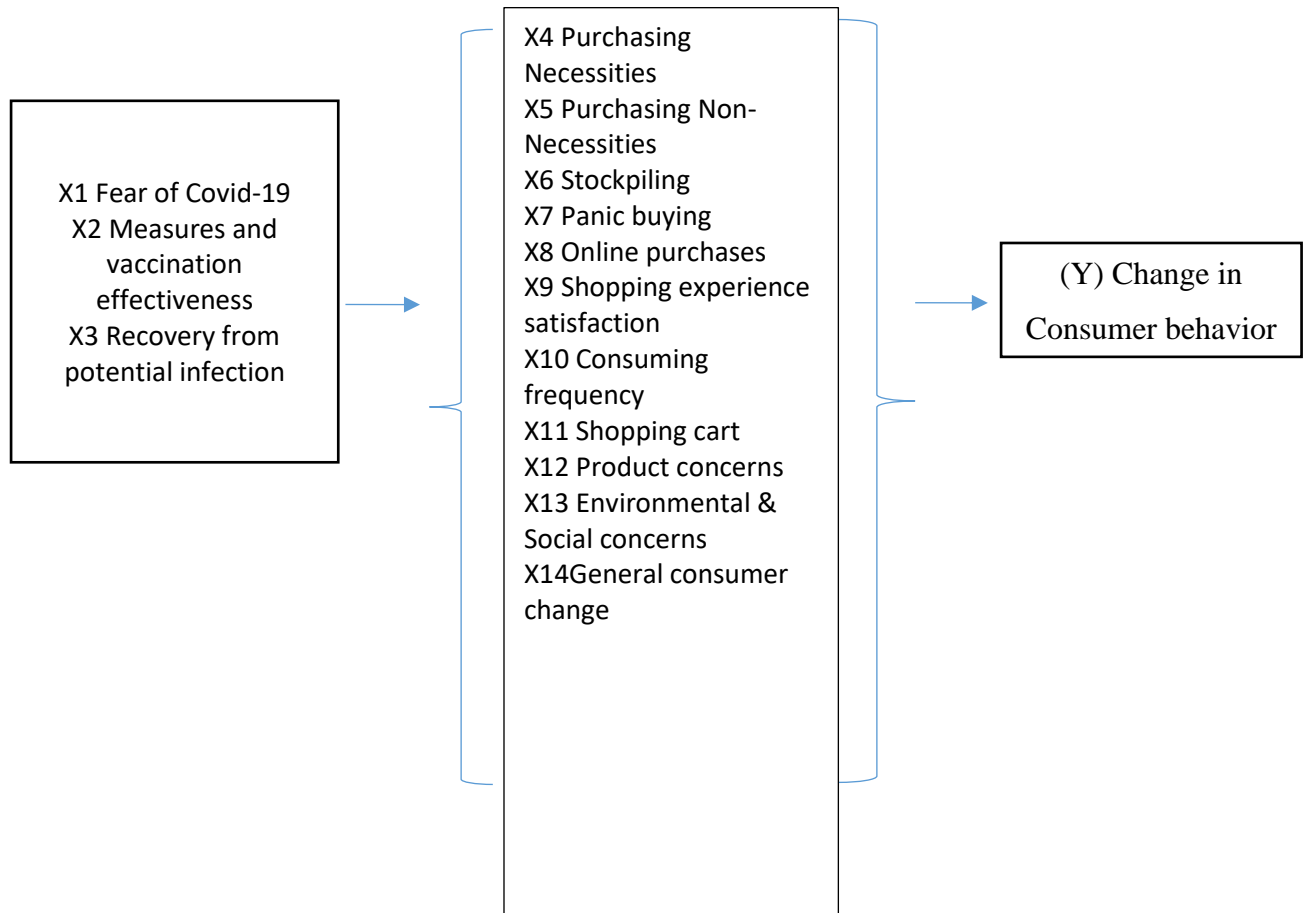 X1 Fear of Covid-19
X2 Measures and
vaccination
effectiveness
X3 Recovery from
potential infection
X4 Purchasing
Necessities
X5 Purchasing Non-
Necessities
X6 Stockpiling
X7 Panic buying
X8 Online purchases
X9 Shopping experience
satisfaction
X10 Consuming
frequency
X11 Shopping cart
X12 Product concerns
X13 Environmental &
Social concerns
X14General consumer
change
(Y) Change in
Consumer behavior